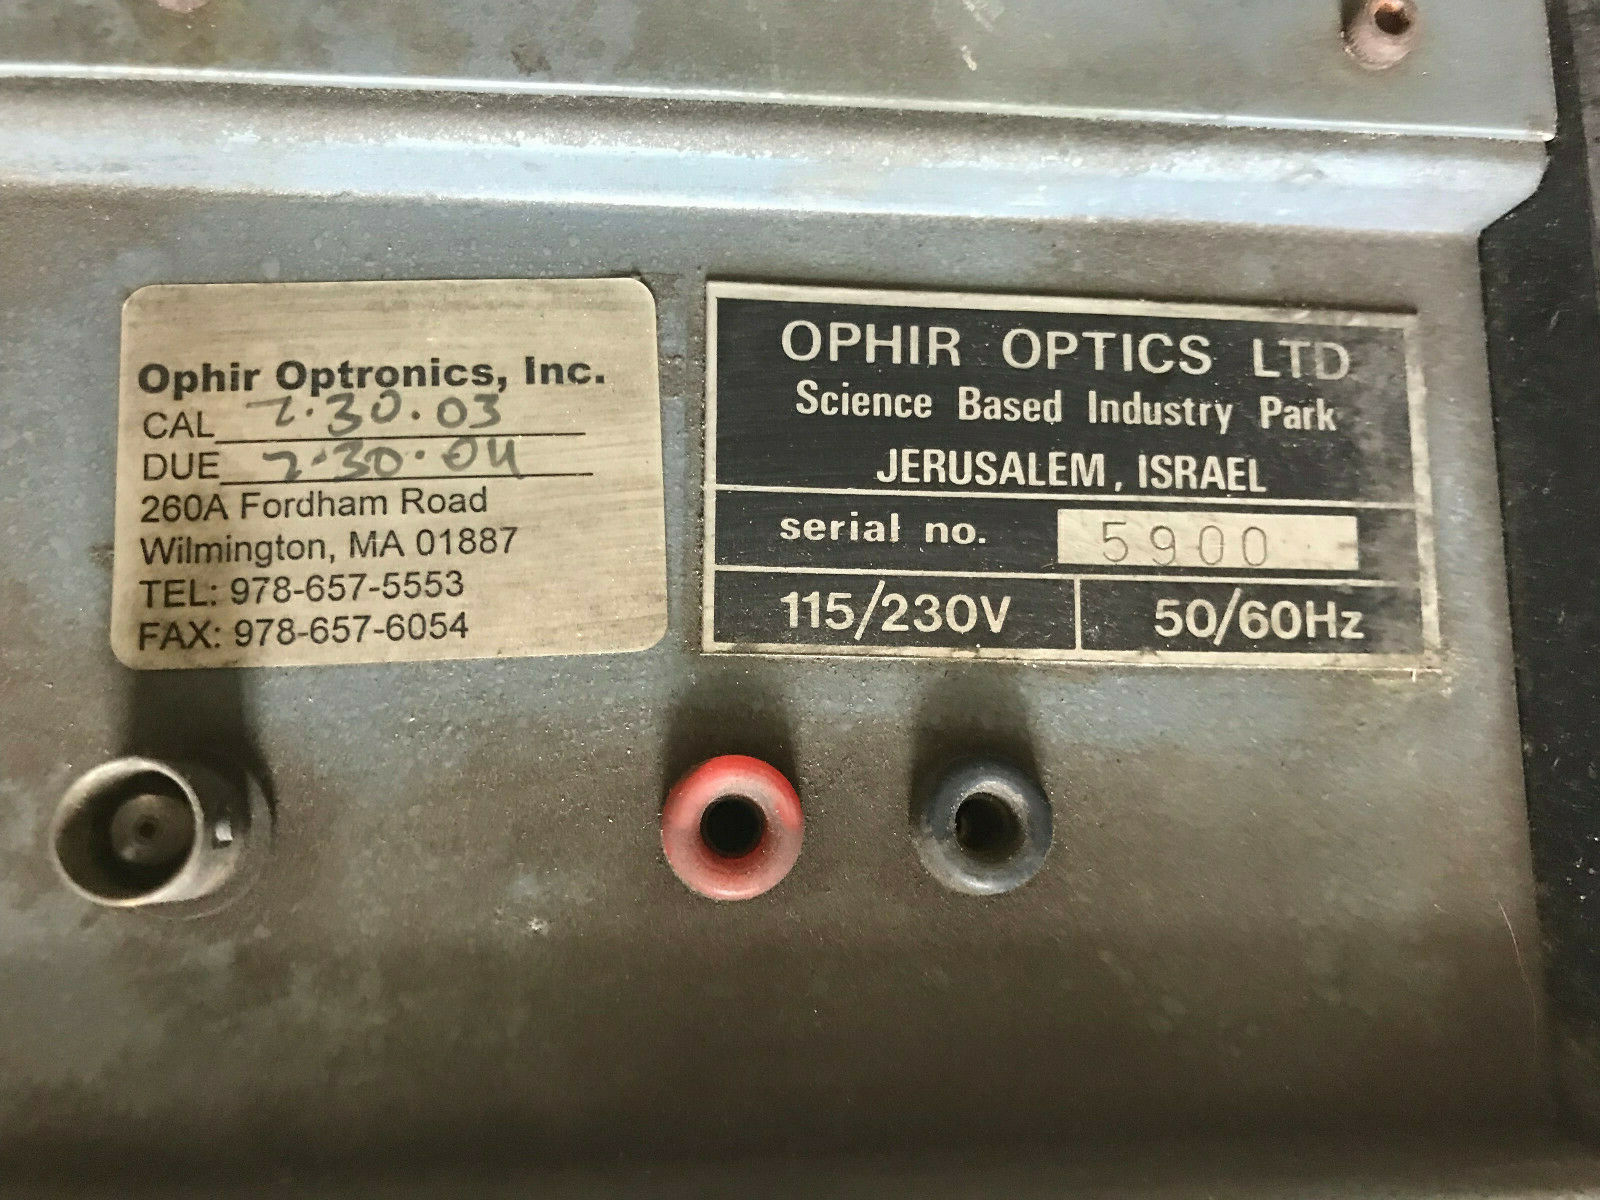 Ophir Optronics, Inc.
CAL 7.30.03
DUE 7.30.04
260A Fordham Road
Wilmington, MA 01887
TEL: 978-657-5553
FAX: 978-657-6054
OPHIR OPTICS LTD
Science Based Industry Park
JERUSALEM, ISRAEL
serial no. 5900
115/230V 50/60Hz